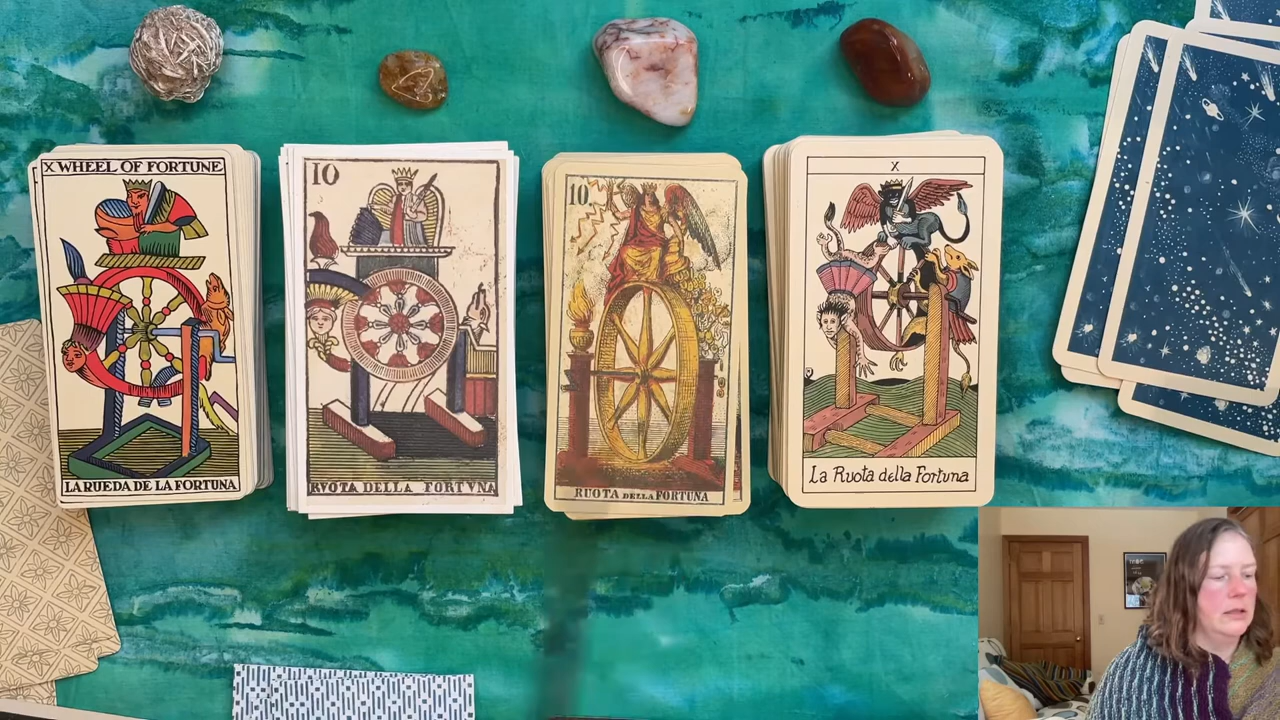 X WHEEL OF FORTUNE
LA RUEDA DE LA FORTUNA
10
RVOTA DELLA FORTVNA
10.
RUOTA DELLA FORTUNA
X
La Ruota della Fortuna